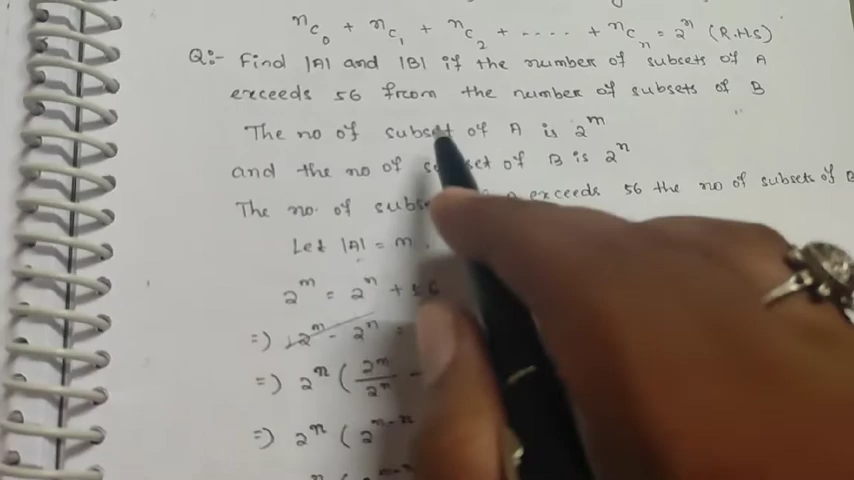 ⁿC₀ + ⁿC₁ + ⁿC₂ + ..... + ⁿCₙ = 2ⁿ (R.H.S)
Q:- Find |A| and |B| if the number of subsets of A
exceeds 56 from the number of subsets of B
The no of subset of A is 2ᵐ
and the no of of B is 2ⁿ
The no. of exceeds 56 the no of subsets of B
Let |A| = m,
2ᵐ = 2ⁿ + 56
=) 2ᵐ - 2ⁿ =
=) 2ⁿ ( 2ᵐ/2ⁿ -
=) 2ⁿ ( 2